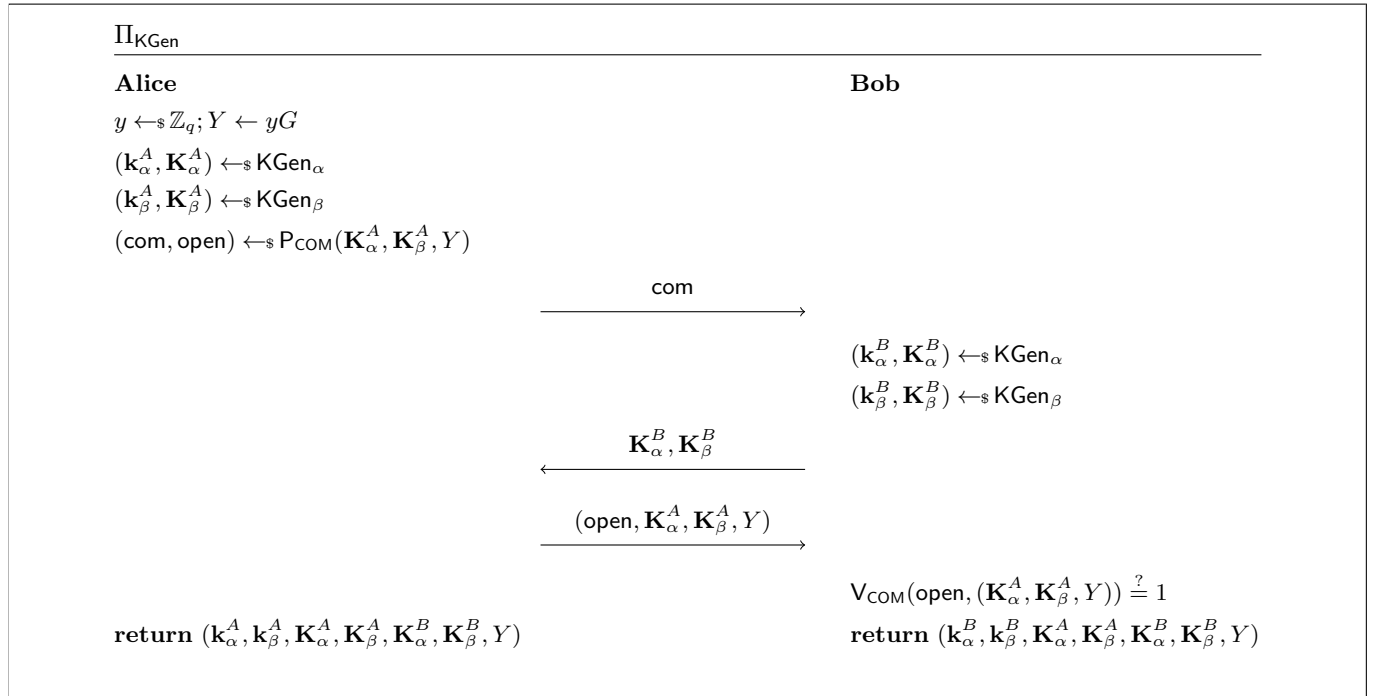 Π_KGen
Alice Bob
y ←$ ℤ_q; Y ← yG
(k_α^A, K_α^A) ←$ KGen_α
(k_β^A, K_β^A) ←$ KGen_β
(com, open) ←$ P_COM(K_α^A, K_β^A, Y)
com
(k_α^B, K_α^B) ←$ KGen_α
(k_β^B, K_β^B) ←$ KGen_β
K_α^B, K_β^B
(open, K_α^A, K_β^A, Y)
V_COM(open, (K_α^A, K_β^A, Y)) ≟ 1
return (k_α^A, k_β^A, K_α^A, K_β^A, K_α^B, K_β^B, Y) return (k_α^B, k_β^B, K_α^A, K_β^A, K_α^B, K_β^B, Y)